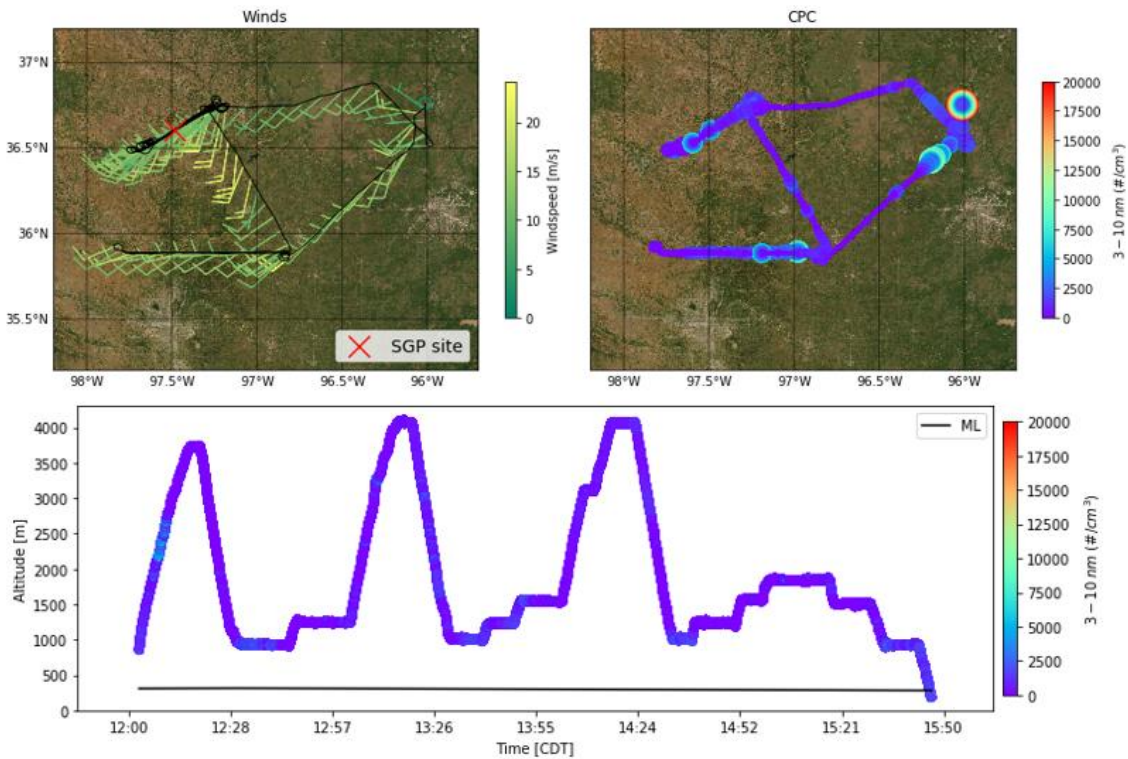 Winds
CPC
37°N
36.5°N
36°N
35.5°N
98°W
97.5°W
97°W
96.5°W
96°W
SGP site
20
15
10
5
0
Windspeed [m/s]
98°W
97.5°W
97°W
96.5°W
96°W
20000
17500
15000
12500
10000
7500
5000
2500
0
3 − 10 nm (#/cm³)
4000
3500
3000
2500
2000
1500
1000
500
0
Altitude [m]
ML
12:00
12:28
12:57
13:26
13:55
14:24
14:52
15:21
15:50
Time [CDT]
20000
17500
15000
12500
10000
7500
5000
2500
0
3 − 10 nm (#/cm³)